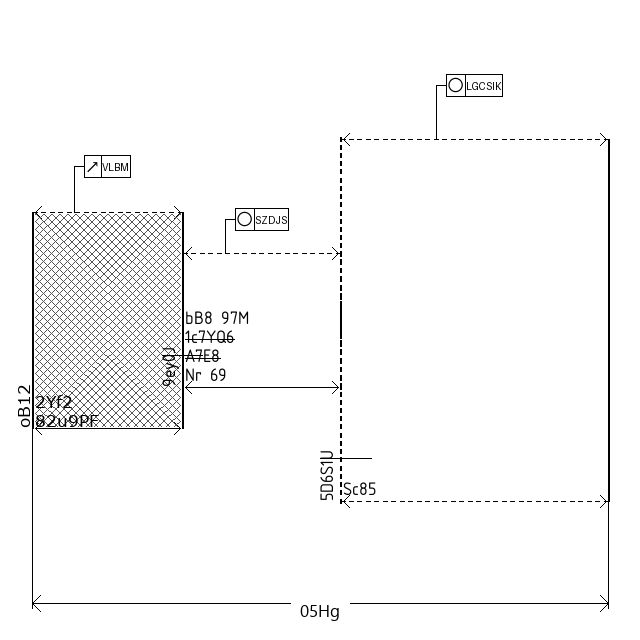 LGCSIK
VLBM
SZDJS
bB8 97M
1c7YQ6
A7E8
Nr 69
9eyQJ
oB12
2Yf2
82u9PF
5D6S1U
Sc85
05Hg